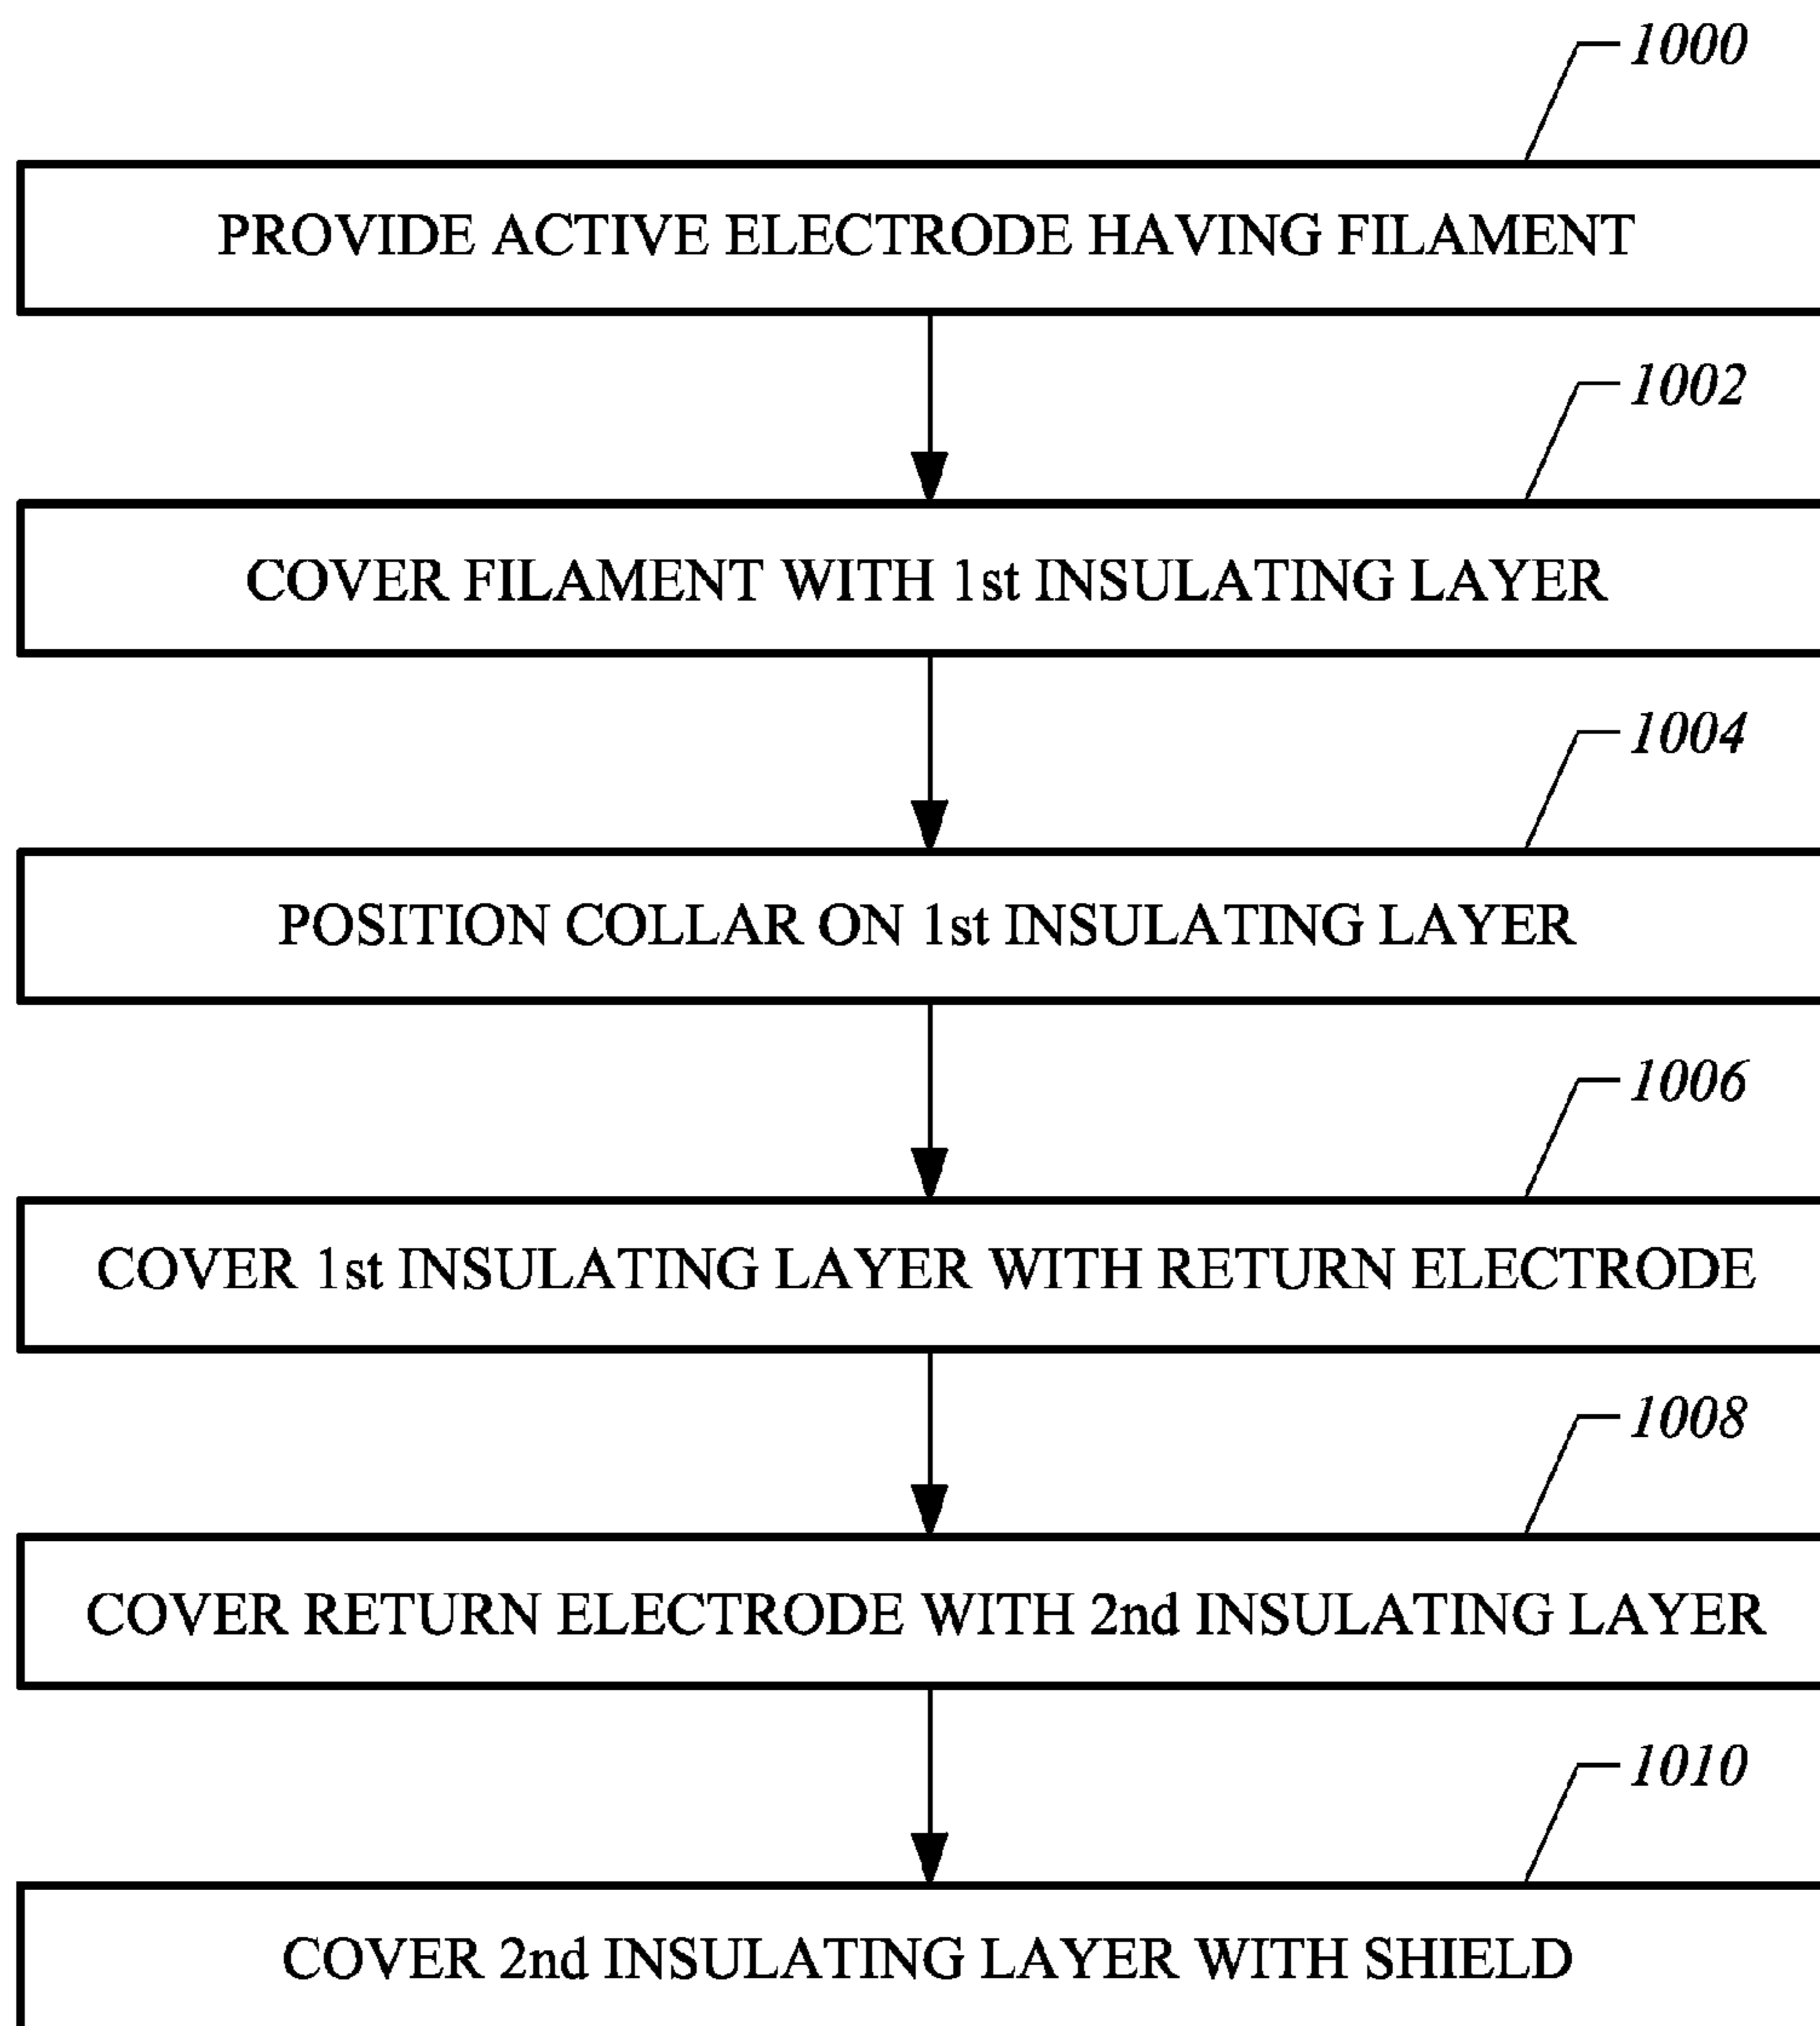 1000
PROVIDE ACTIVE ELECTRODE HAVING FILAMENT
1002
COVER FILAMENT WITH 1st INSULATING LAYER
1004
POSITION COLLAR ON 1st INSULATING LAYER
1006
COVER 1st INSULATING LAYER WITH RETURN ELECTRODE
1008
COVER RETURN ELECTRODE WITH 2nd INSULATING LAYER
1010
COVER 2nd INSULATING LAYER WITH SHIELD